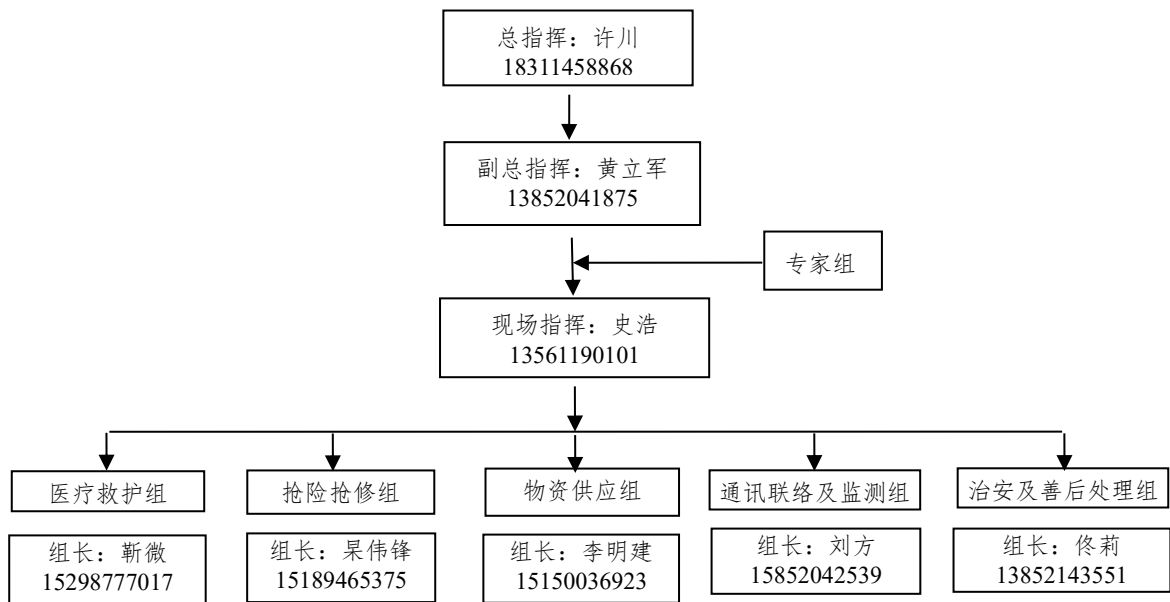 总指挥：许川
18311458868
副总指挥：黄立军
13852041875
专家组
现场指挥：史浩
13561190101
医疗救护组
抢险抢修组
物资供应组
通讯联络及监测组
治安及善后处理组
组长：靳微
15298777017
组长：杲伟锋
15189465375
组长：李明建
15150036923
组长：刘方
15852042539
组长：佟莉
13852143551